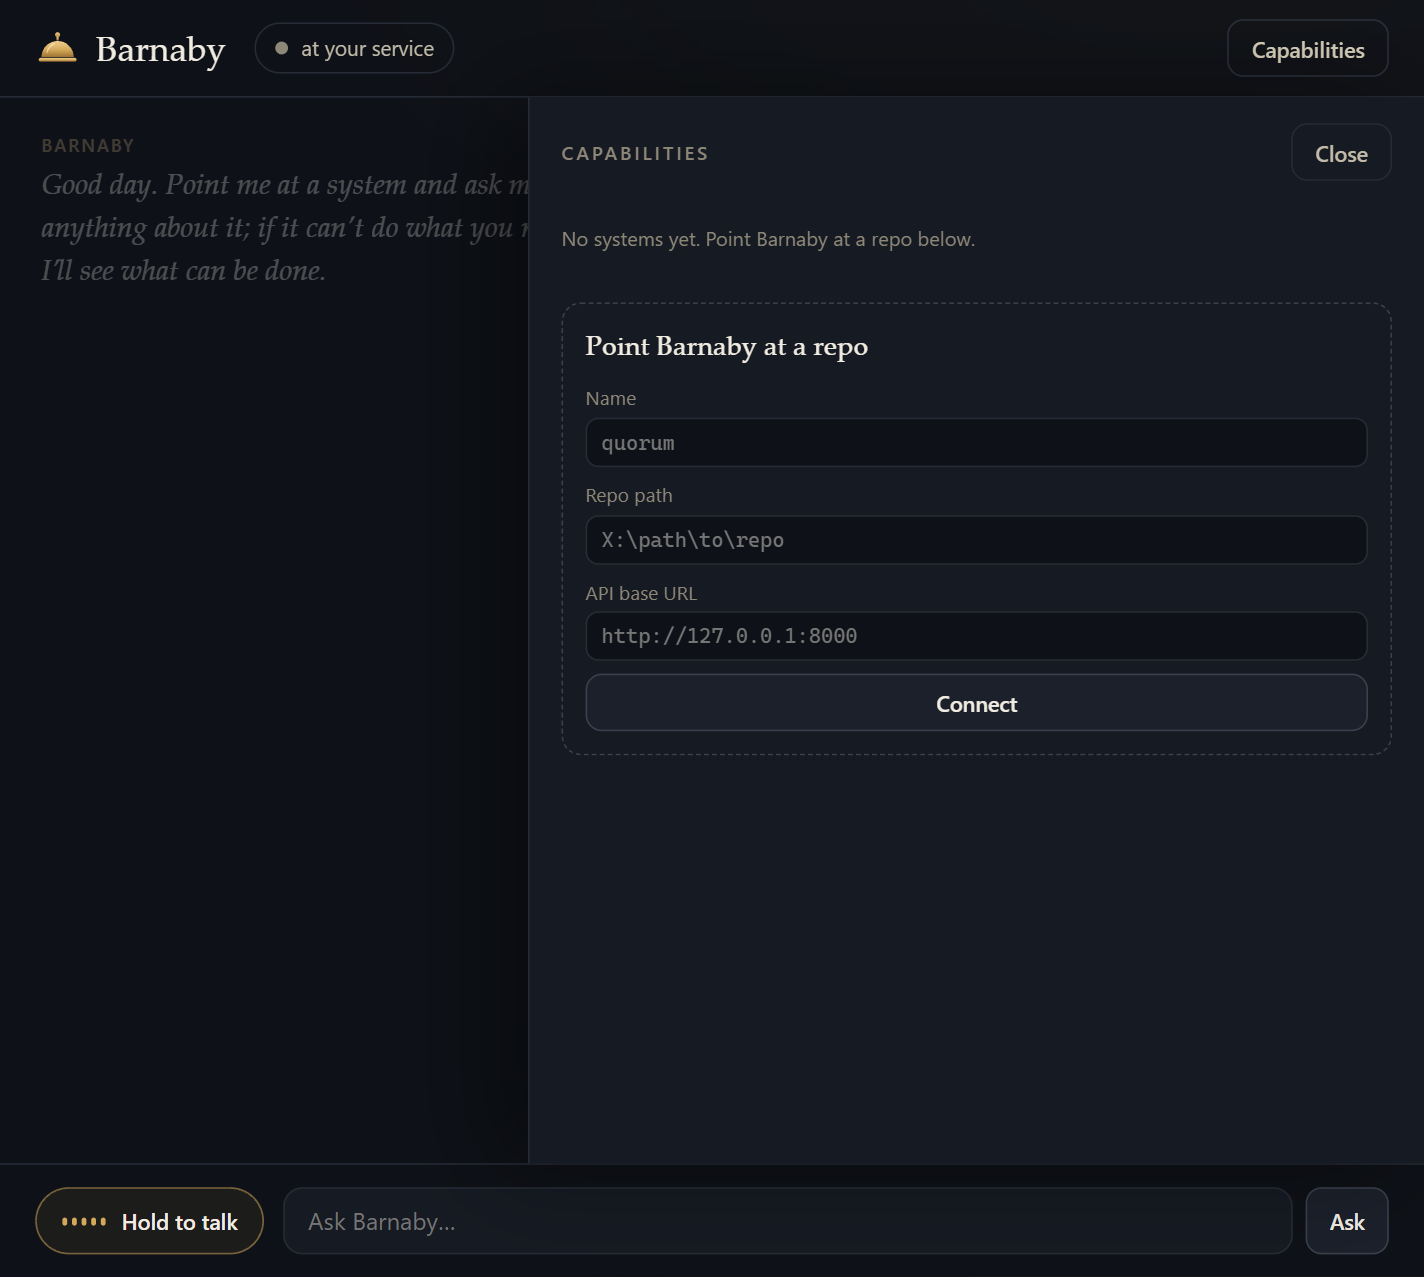 Barnaby
at your service
Capabilities
BARNABY
Good day. Point me at a system and ask
anything about it; if it can’t do what you
I’ll see what can be done.
CAPABILITIES
Close
No systems yet. Point Barnaby at a repo below.
Point Barnaby at a repo
Name
quorum
Repo path
X:\path\to\repo
API base URL
http://127.0.0.1:8000
Connect
Hold to talk
Ask Barnaby...
Ask